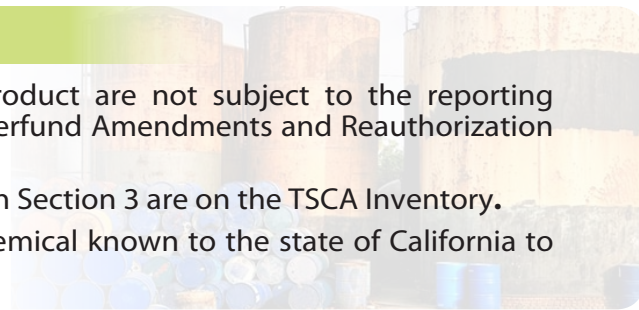 roduct are not subject to the reporting
erfund Amendments and Reauthorization
n Section 3 are on the TSCA Inventory.
emical known to the state of California to